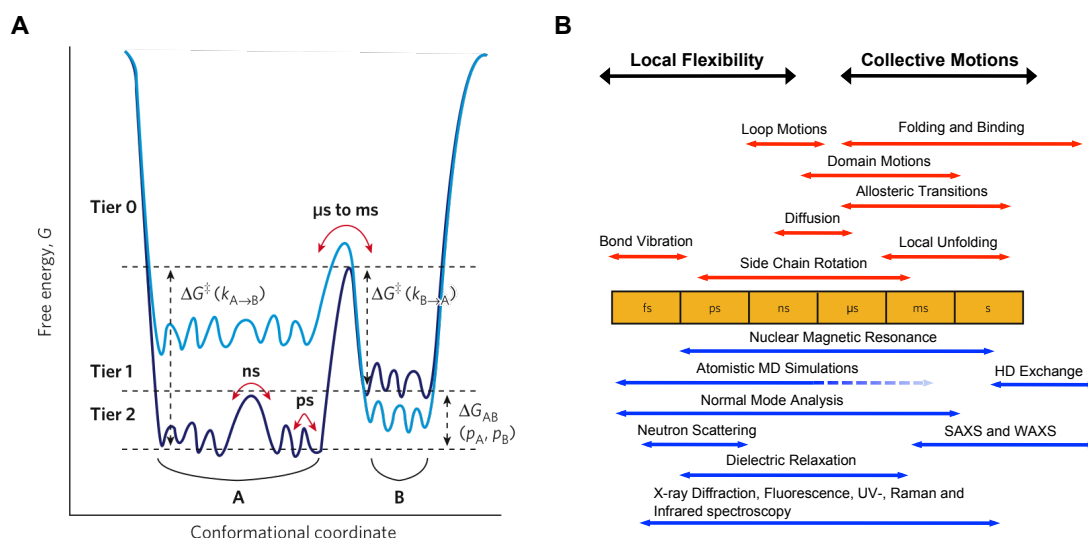 A
Free energy, G
Tier 0
Tier 1
Tier 2
µs to ms
ΔG‡(kA→B)
ΔG‡(kB→A)
ns
ps
ΔGAB
(pA, pB)
A
B
Conformational coordinate
B
Local Flexibility
Collective Motions
Loop Motions
Folding and Binding
Domain Motions
Allosteric Transitions
Diffusion
Bond Vibration
Local Unfolding
Side Chain Rotation
fs
ps
ns
µs
ms
s
Nuclear Magnetic Resonance
Atomistic MD Simulations
HD Exchange
Normal Mode Analysis
Neutron Scattering
SAXS and WAXS
Dielectric Relaxation
X-ray Diffraction, Fluorescence, UV-, Raman and
Infrared spectroscopy